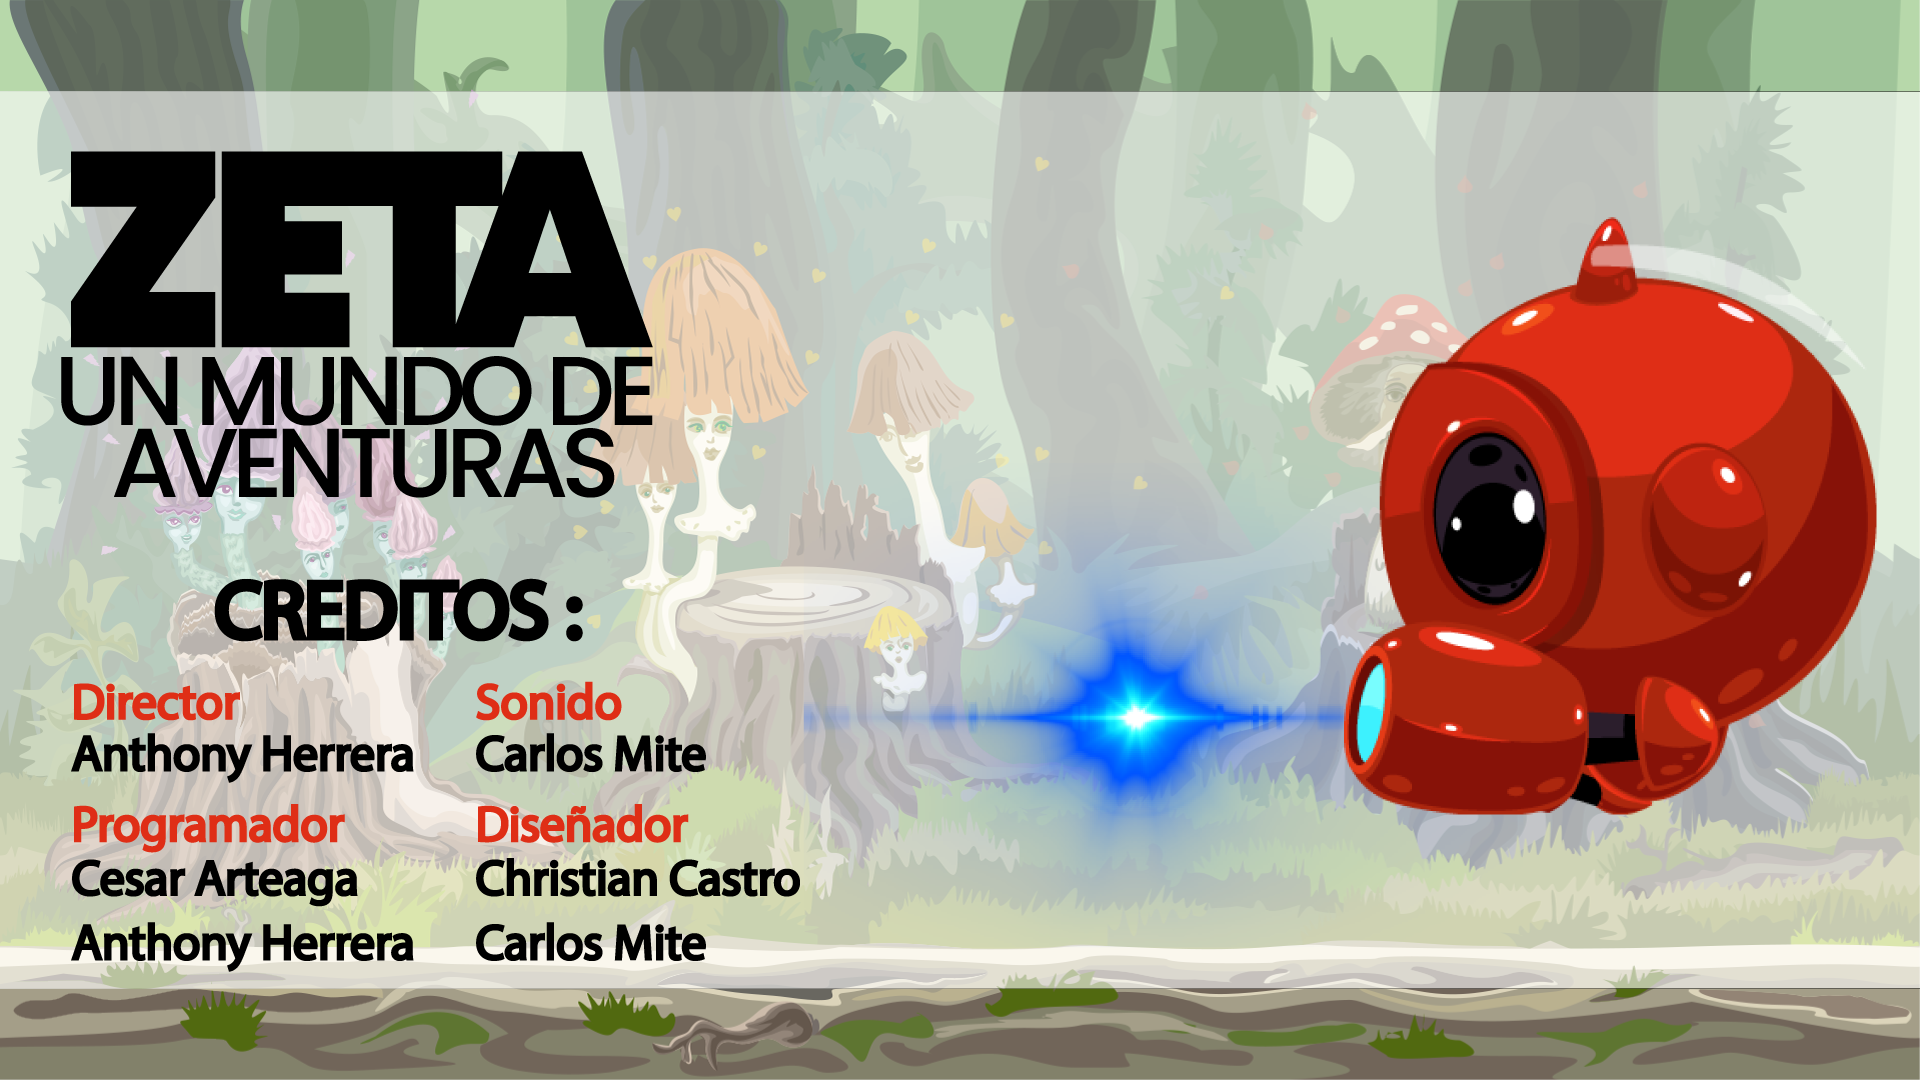 ZETA
UN MUNDO DE
AVENTURAS
CREDITOS :
Director
Anthony Herrera
Programador
Cesar Arteaga
Anthony Herrera
Sonido
Carlos Mite
Diseñador
Christian Castro
Carlos Mite